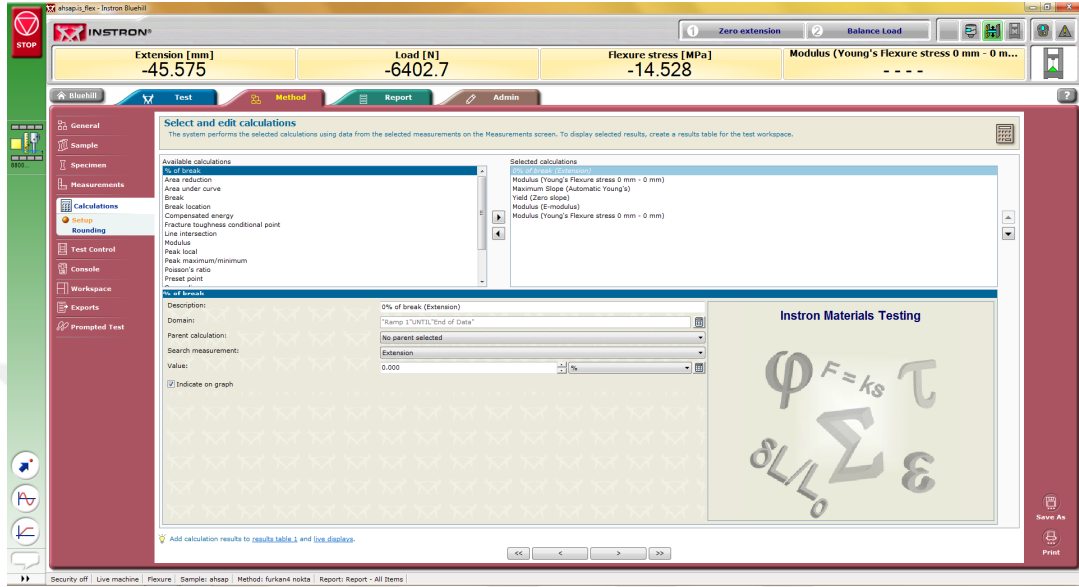 ahsap.is_flex - Instron Bluehill
STOP
INSTRON®
1 Zero extension
2 Balance Load
Extension [mm]
-45.575
Load [N]
-6402.7
Flexure stress [MPa]
-14.528
Modulus (Young's Flexure stress 0 mm - 0 m...
- - - -
Bluehill
Test
Method
Report
Admin
?
8800...
General
Sample
Specimen
Measurements
Calculations
Setup
Rounding
Test Control
Console
Workspace
Exports
Prompted Test
Select and edit calculations
The system performs the selected calculations using data from the selected measurements on the Measurements screen. To display selected results, create a results table for the test workspace.
Available calculations
% of break
Area reduction
Area under curve
Break
Break location
Compensated energy
Fracture toughness conditional point
Line intersection
Modulus
Peak local
Peak maximum/minimum
Poisson's ratio
Preset point
Selected calculations
0% of break (Extension)
Modulus (Young's Flexure stress 0 mm - 0 mm)
Maximum Slope (Automatic Young's)
Yield (Zero slope)
Modulus (E-modulus)
Modulus (Young's Flexure stress 0 mm - 0 mm)
% of break
Description:
0% of break (Extension)
Domain:
"Ramp 1"UNTIL"End of Data"
Parent calculation:
No parent selected
Search measurement:
Extension
Value:
0.000
%
Indicate on graph
Instron Materials Testing
φ F = ks τ
Σ
δL/L₀ ε
Add calculation results to results table 1 and live displays.
<< < > >>
Save As
Print
Security off
Live machine
Flexure
Sample: ahsap
Method: furkan4 nokta
Report: Report - All Items